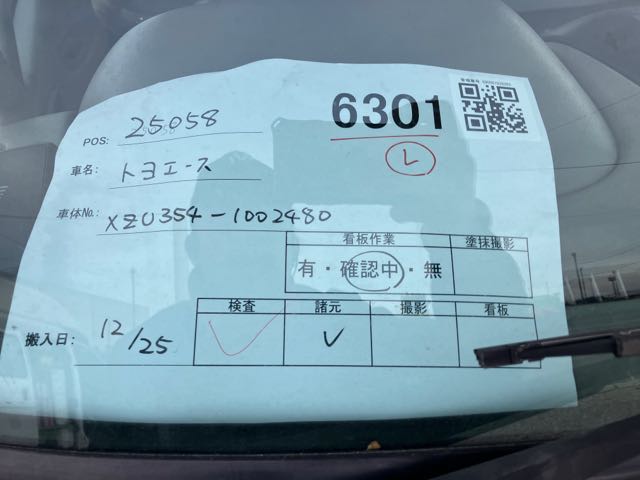 6301
L
POS: 25058
車名: トヨエース
車体No.: XZU354-1002480
看板作業 塗抹撮影
有・確認中・無
検査 諸元 撮影 看板
搬入日: 12/25